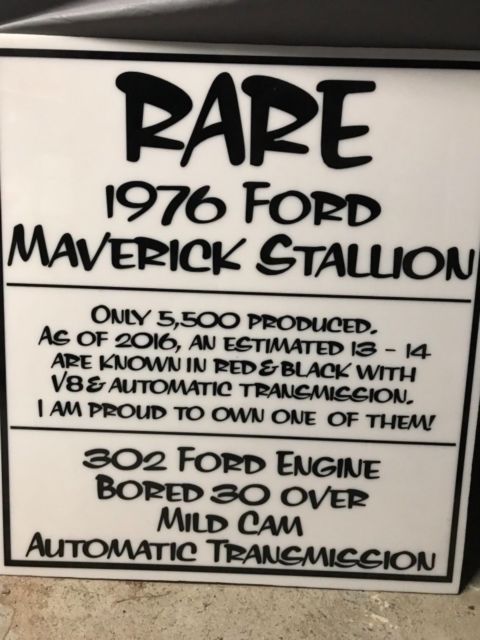 RARE
1976 FORD
MAVERICK STALLION
ONLY 5,500 PRODUCED.
AS OF 2016, AN ESTIMATED 13 - 14
ARE KNOWN IN RED & BLACK WITH
V8 & AUTOMATIC TRANSMISSION.
I AM PROUD TO OWN ONE OF THEM!
302 FORD ENGINE
BORED 30 OVER
MILD CAM
AUTOMATIC TRANSMISSION